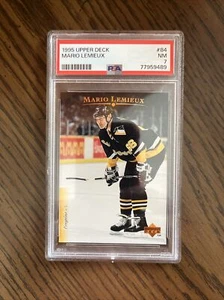 1995 UPPER DECK #84
MARIO LEMIEUX NM
7
PSA 77959489
MARIO LEMIEUX